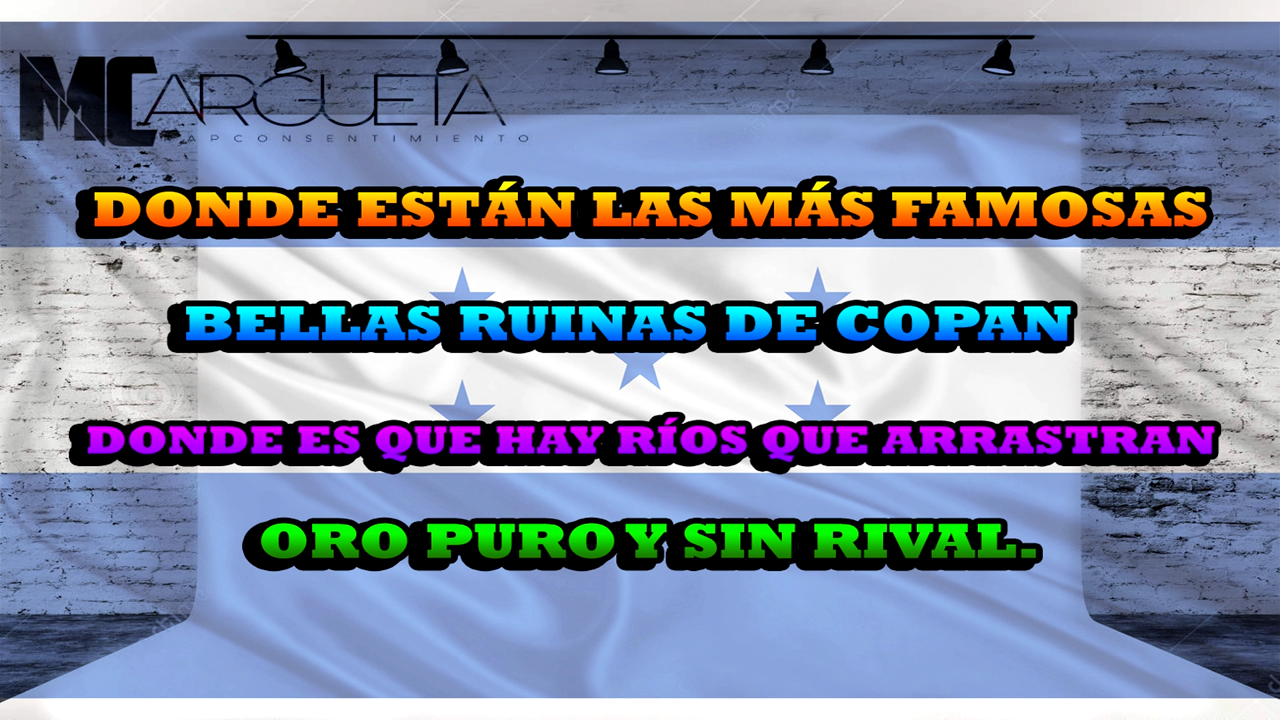 MC ARGUETA
APCONSENTIMIENTO
DONDE ESTÁN LAS MÁS FAMOSAS
BELLAS RUINAS DE COPAN
DONDE ES QUE HAY RÍOS QUE ARRASTRAN
ORO PURO Y SIN RIVAL.